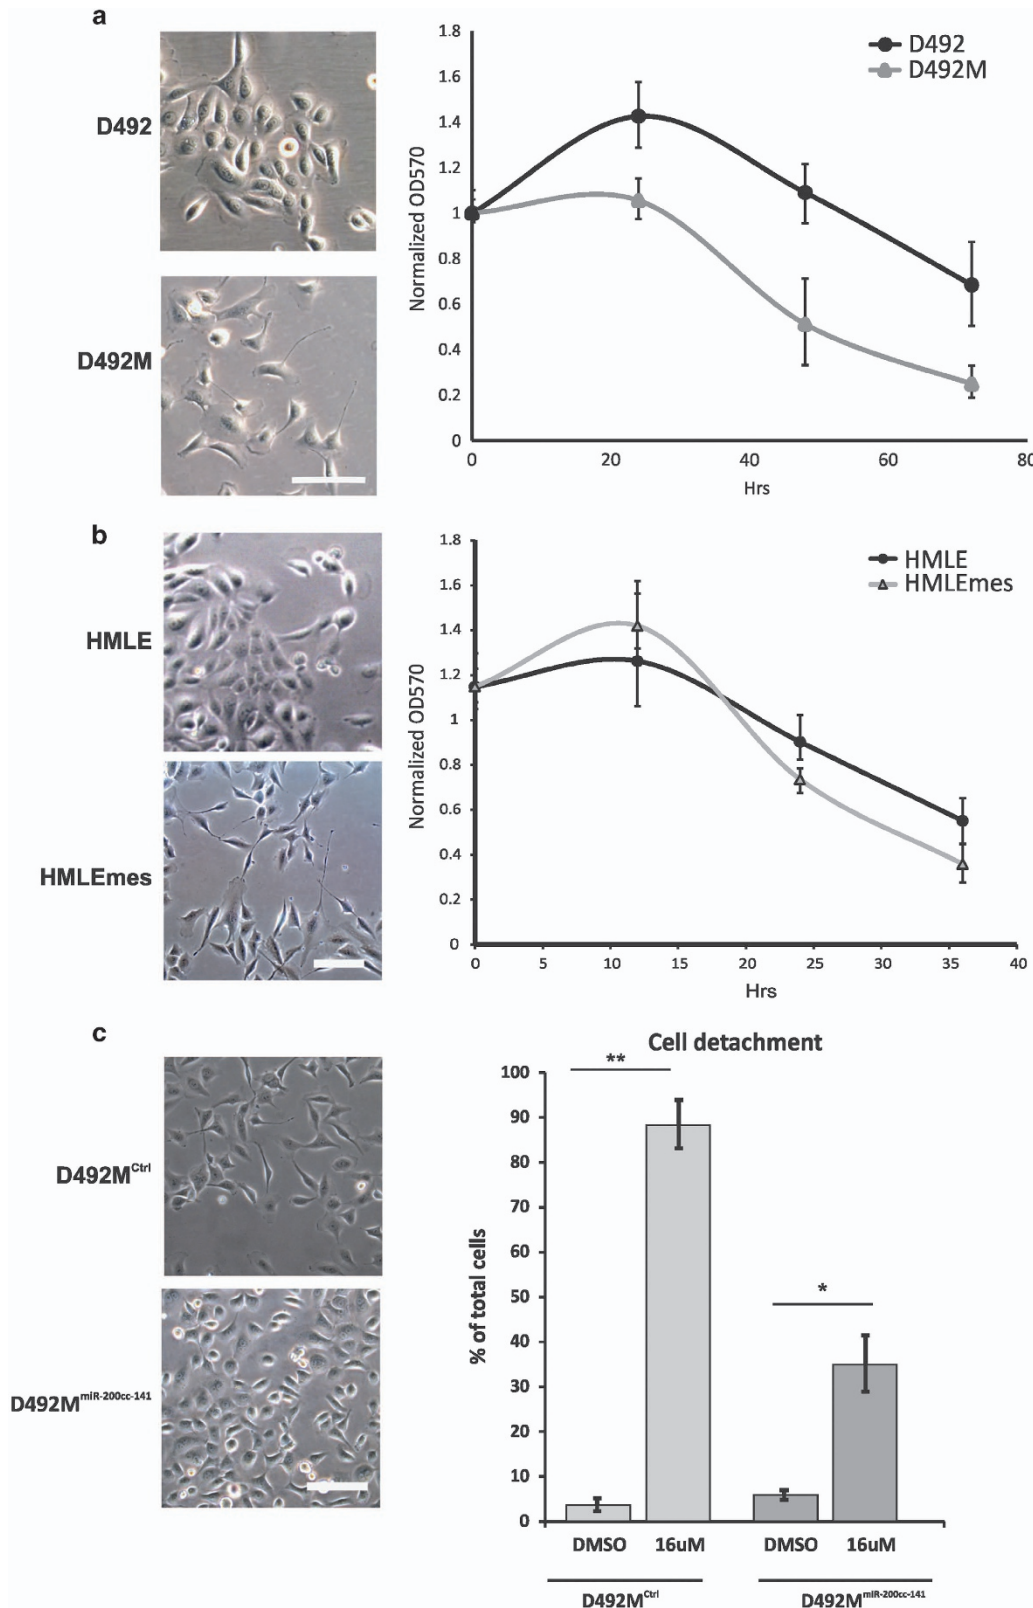 a
D492
D492M
Normalized OD570
1.8
1.6
1.4
1.2
1
0.8
0.6
0.4
0.2
0
0 20 40 60 80
Hrs
D492
D492M
b
HMLE
HMLEmes
Normalized OD570
1.8
1.6
1.4
1.2
1
0.8
0.6
0.4
0.2
0
0 5 10 15 20 25 30 35 40
Hrs
HMLE
HMLEmes
c
D492MCtrl
D492MmiR-200cc-141
Cell detachment
% of total cells
100
90
80
70
60
50
40
30
20
10
0
**
*
DMSO 16uM DMSO 16uM
D492MCtrl D492MmiR-200cc-141